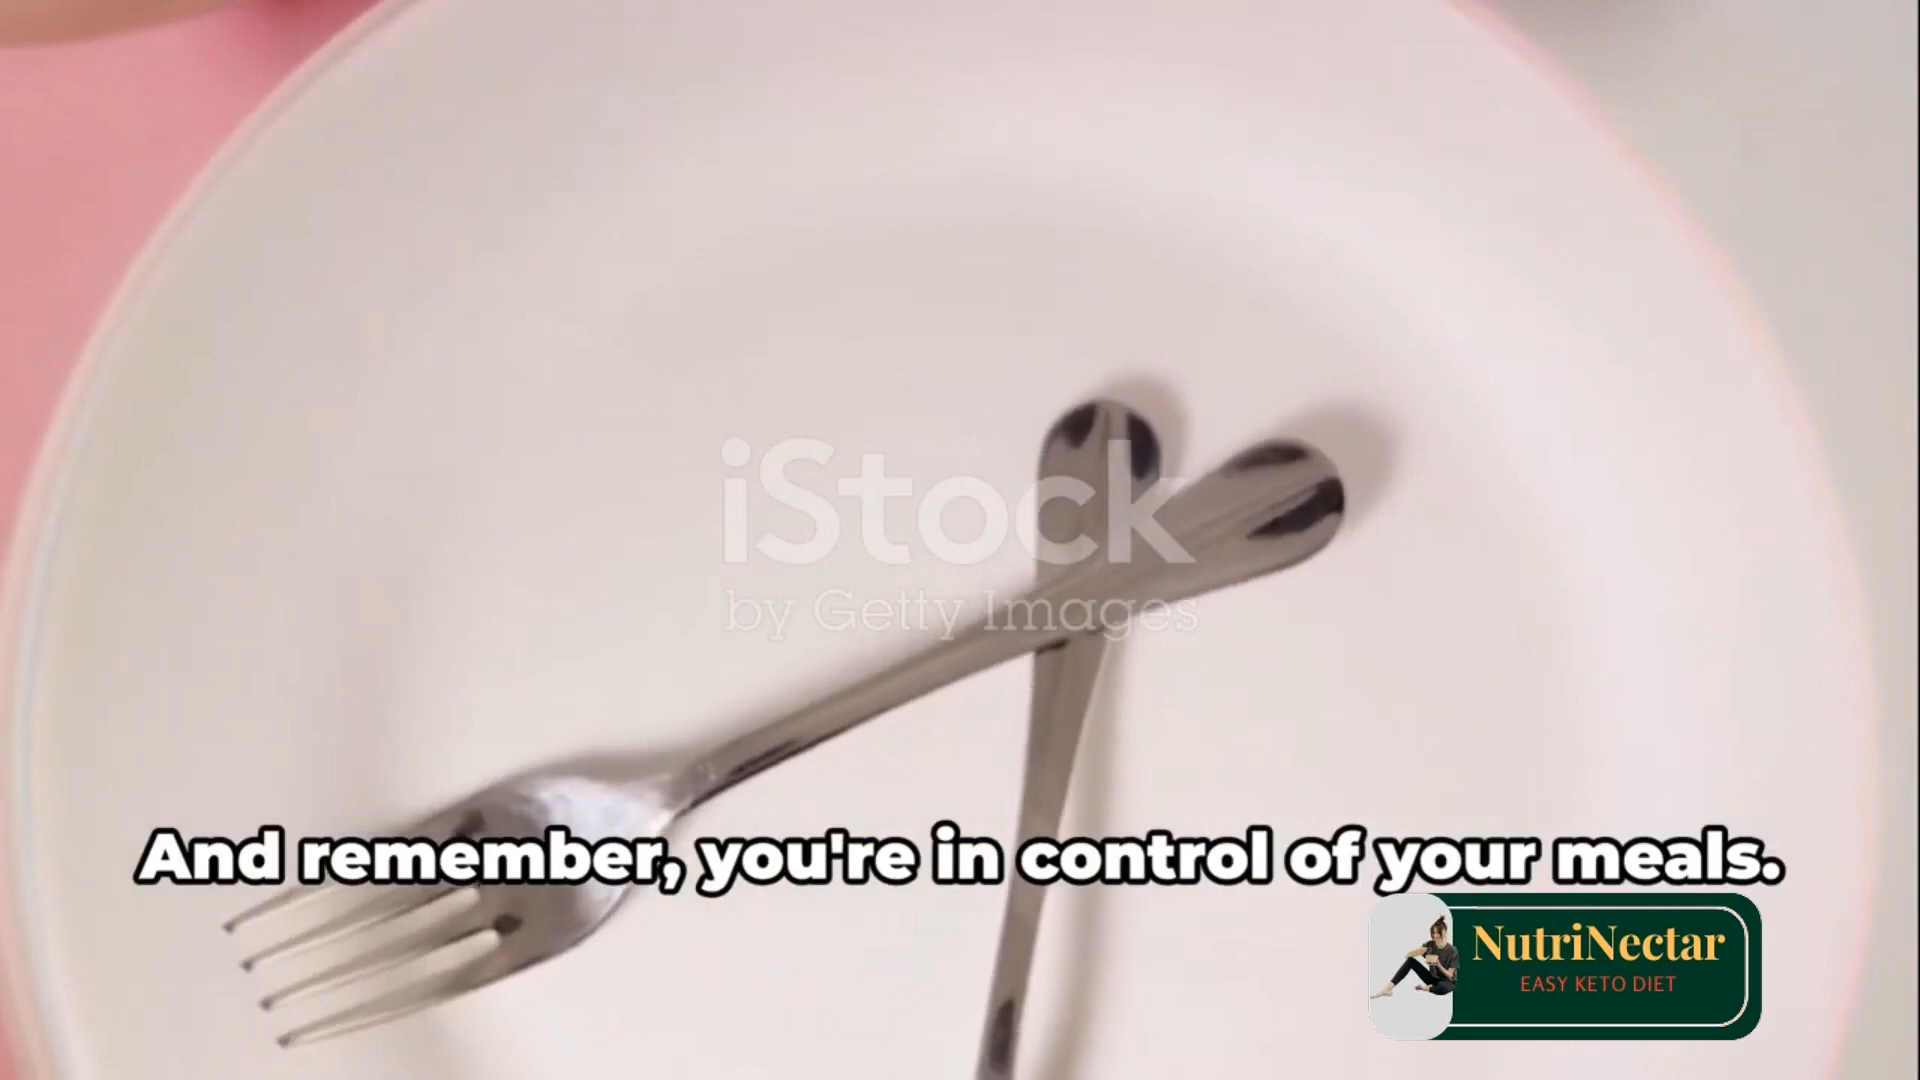 iStock
by Getty Images
And remember, you're in control of your meals.
NutriNectar
EASY KETO DIET